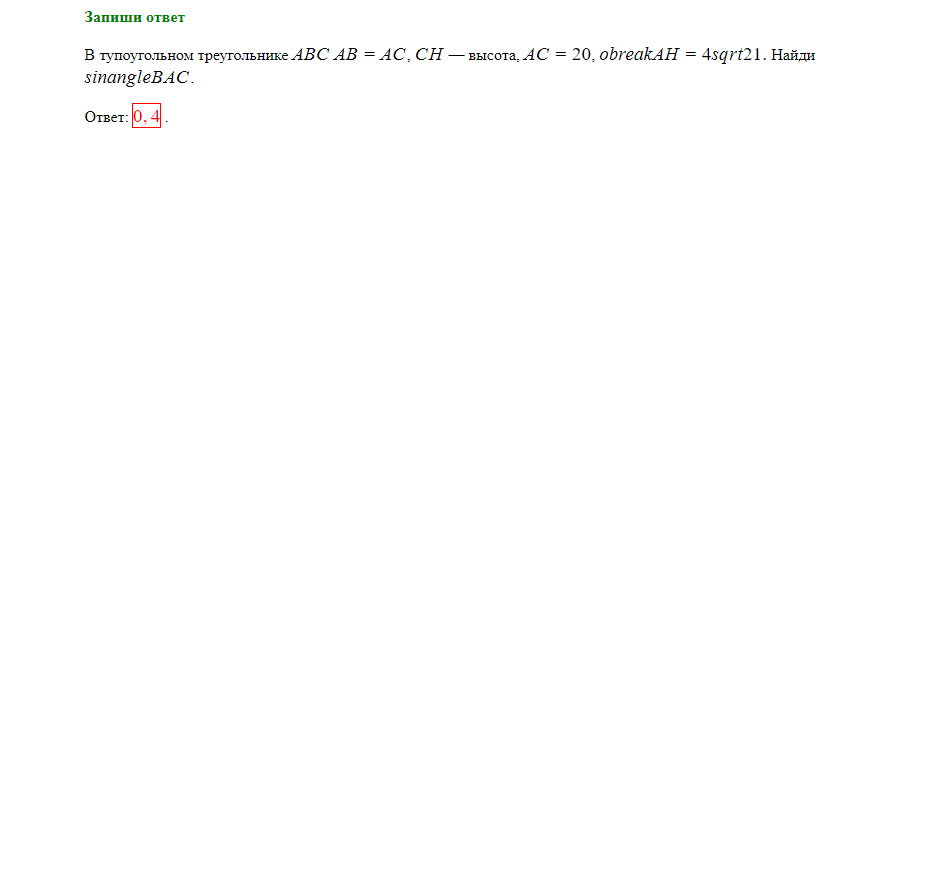 Запиши ответ
В тупоугольном треугольнике ABC AB = AC, CH — высота, AC = 20, obreakAH = 4sqrt21. Найди
sinangleBAC.
Ответ: 0, 4 .